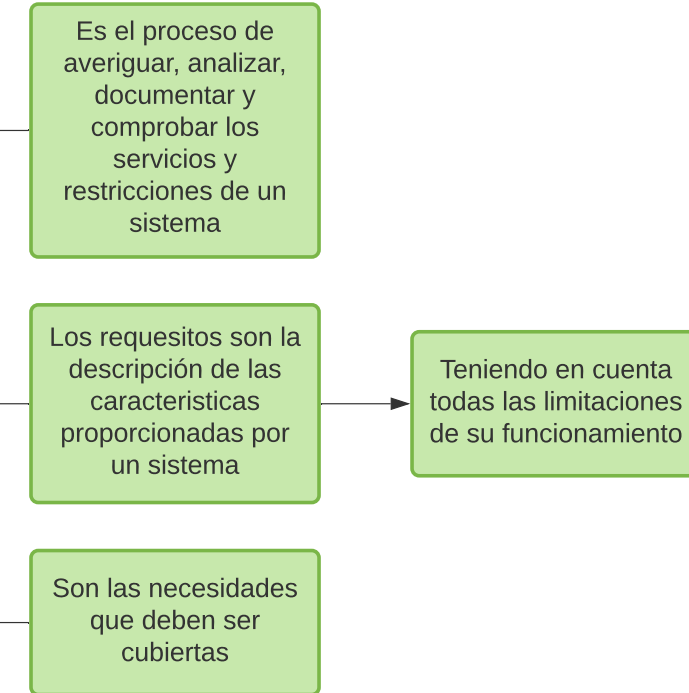 Es el proceso de
averiguar, analizar,
documentar y
comprobar los
servicios y
restricciones de un
sistema
Los requesitos son la
descripción de las
caracteristicas
proporcionadas por
un sistema
Teniendo en cuenta
todas las limitaciones
de su funcionamiento
Son las necesidades
que deben ser
cubiertas